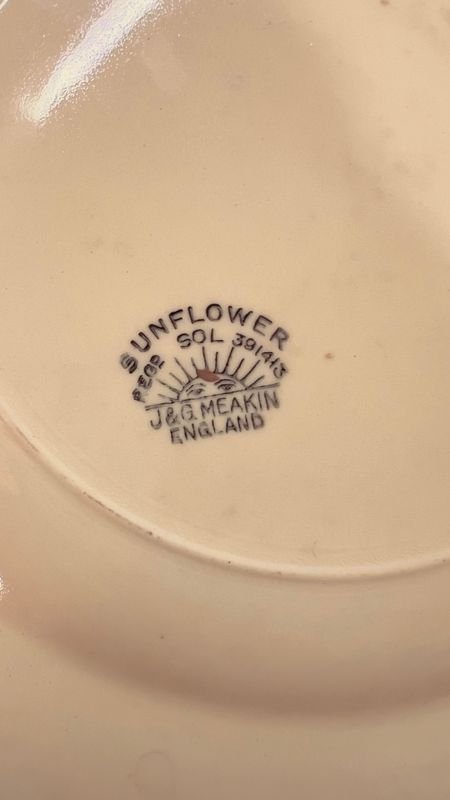 SUNFLOWER
REGD SOL 391413
J&G. MEAKIN
ENGLAND